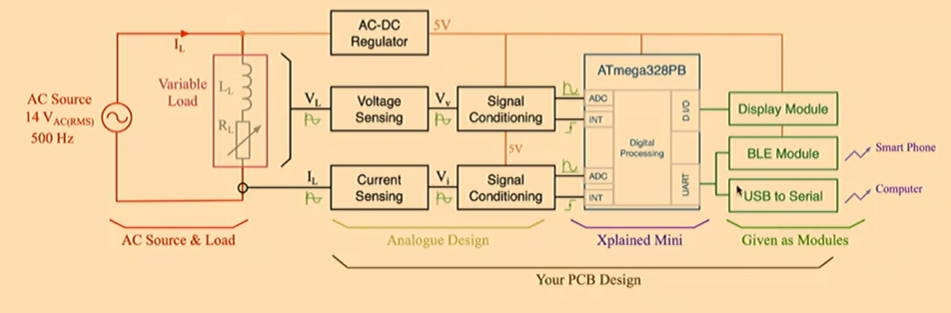 AC-DC
Regulator
5V
I_L
Variable
Load
L_L
R_L
AC Source
14 V_AC(RMS)
500 Hz
V_L
Voltage
Sensing
V_v
Signal
Conditioning
5V
I_L
Current
Sensing
V_i
Signal
Conditioning
ATmega328PB
ADC
INT
ADC
INT
Digital
Processing
D I/O
UART
Display Module
BLE Module
USB to Serial
Smart Phone
Computer
AC Source & Load
Analogue Design
Xplained Mini
Given as Modules
Your PCB Design